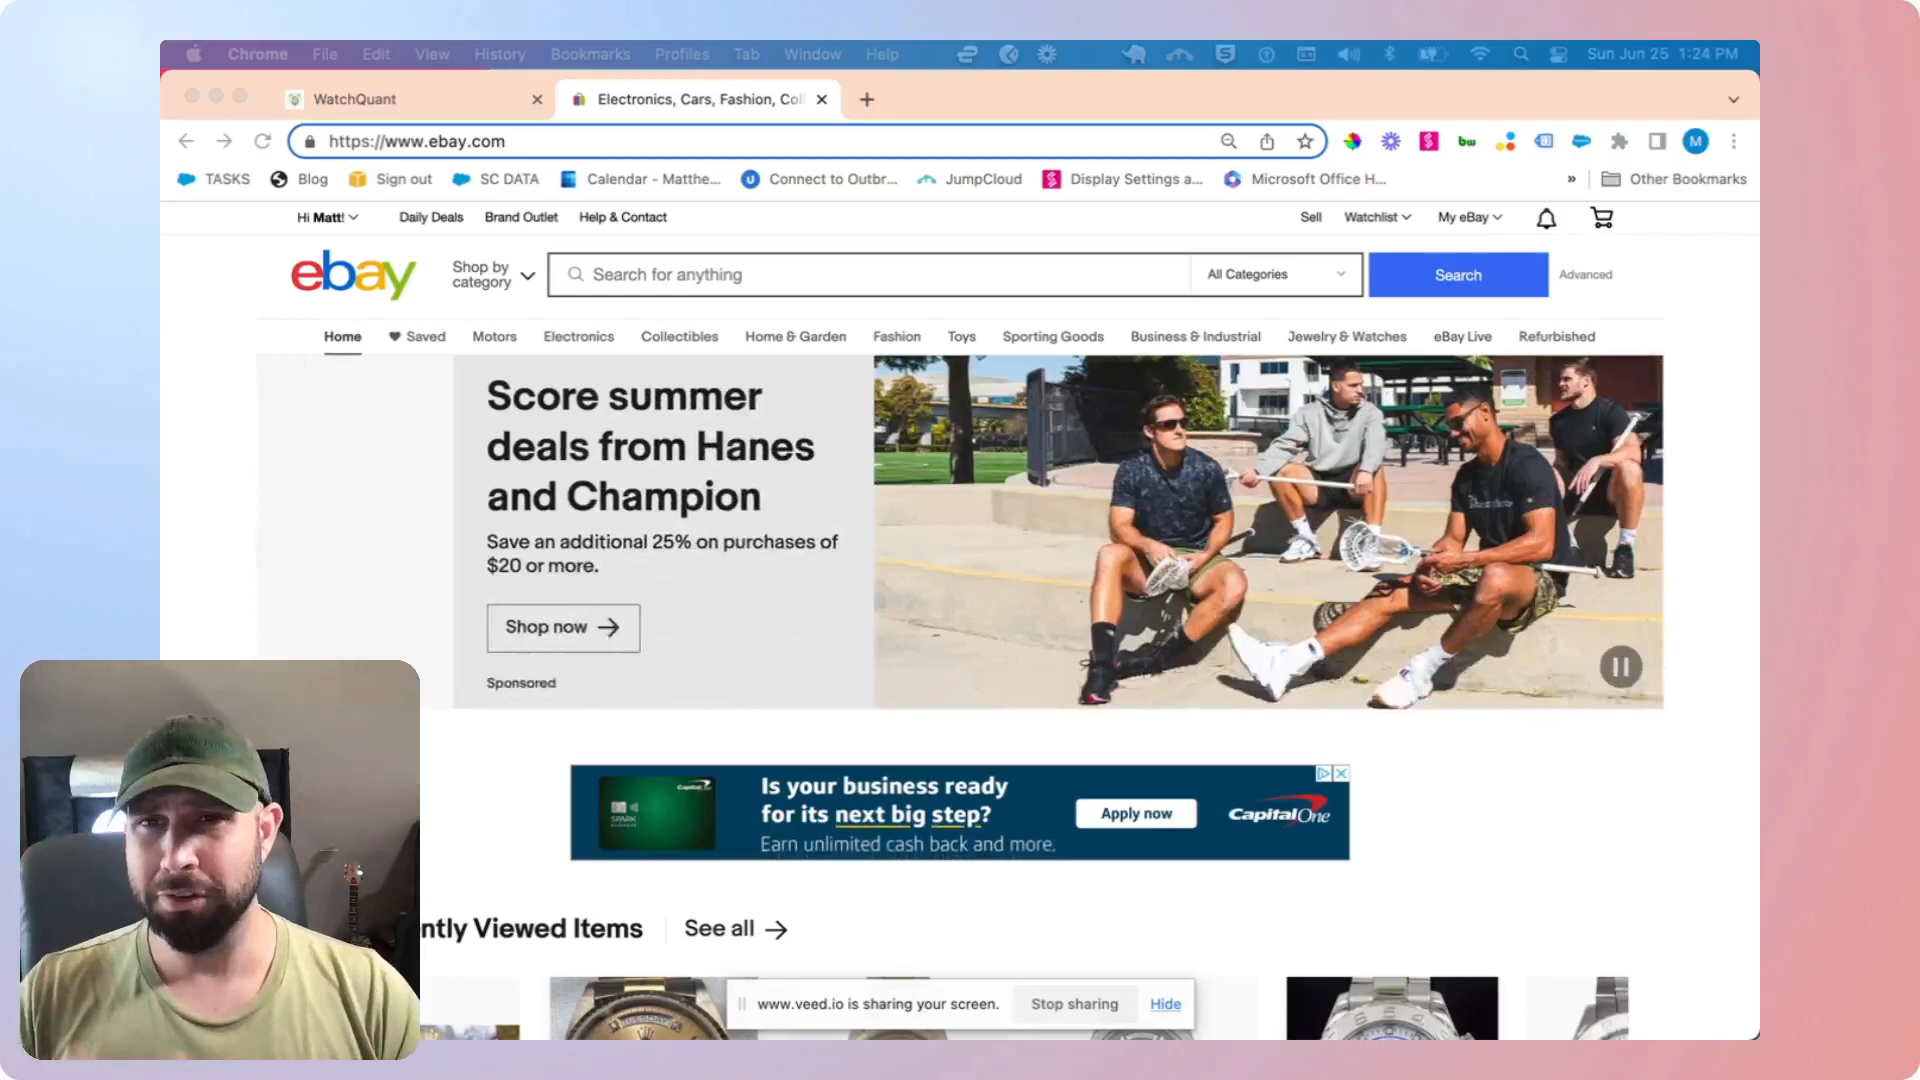 Chrome File Edit View History Bookmarks Profiles Tab Window Help Sun Jun 25 1:24 PM
WatchQuant
Electronics, Cars, Fashion, Col
https://www.ebay.com
M
TASKS Blog Sign out SC DATA Calendar - Matthe... Connect to Outbr... JumpCloud Display Settings a... Microsoft Office H... » Other Bookmarks
Hi Matt! Daily Deals Brand Outlet Help & Contact Sell Watchlist My eBay
ebay
Shop by
category
Search for anything
All Categories
Search
Advanced
Home Saved Motors Electronics Collectibles Home & Garden Fashion Toys Sporting Goods Business & Industrial Jewelry & Watches eBay Live Refurbished
Score summer
deals from Hanes
and Champion
Save an additional 25% on purchases of
$20 or more.
Shop now
Sponsored
Capital One
SPARK
BUSINESS
Is your business ready
for its next big step?
Earn unlimited cash back and more.
Apply now
Capital One
ntly Viewed Items
See all
www.veed.io is sharing your screen.
Stop sharing
Hide